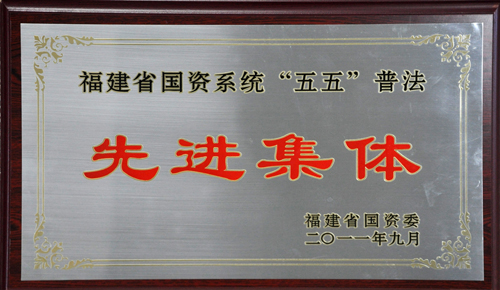 福建省国资系统“五五”普法
先进集体
福建省国资委
二〇一一年九月